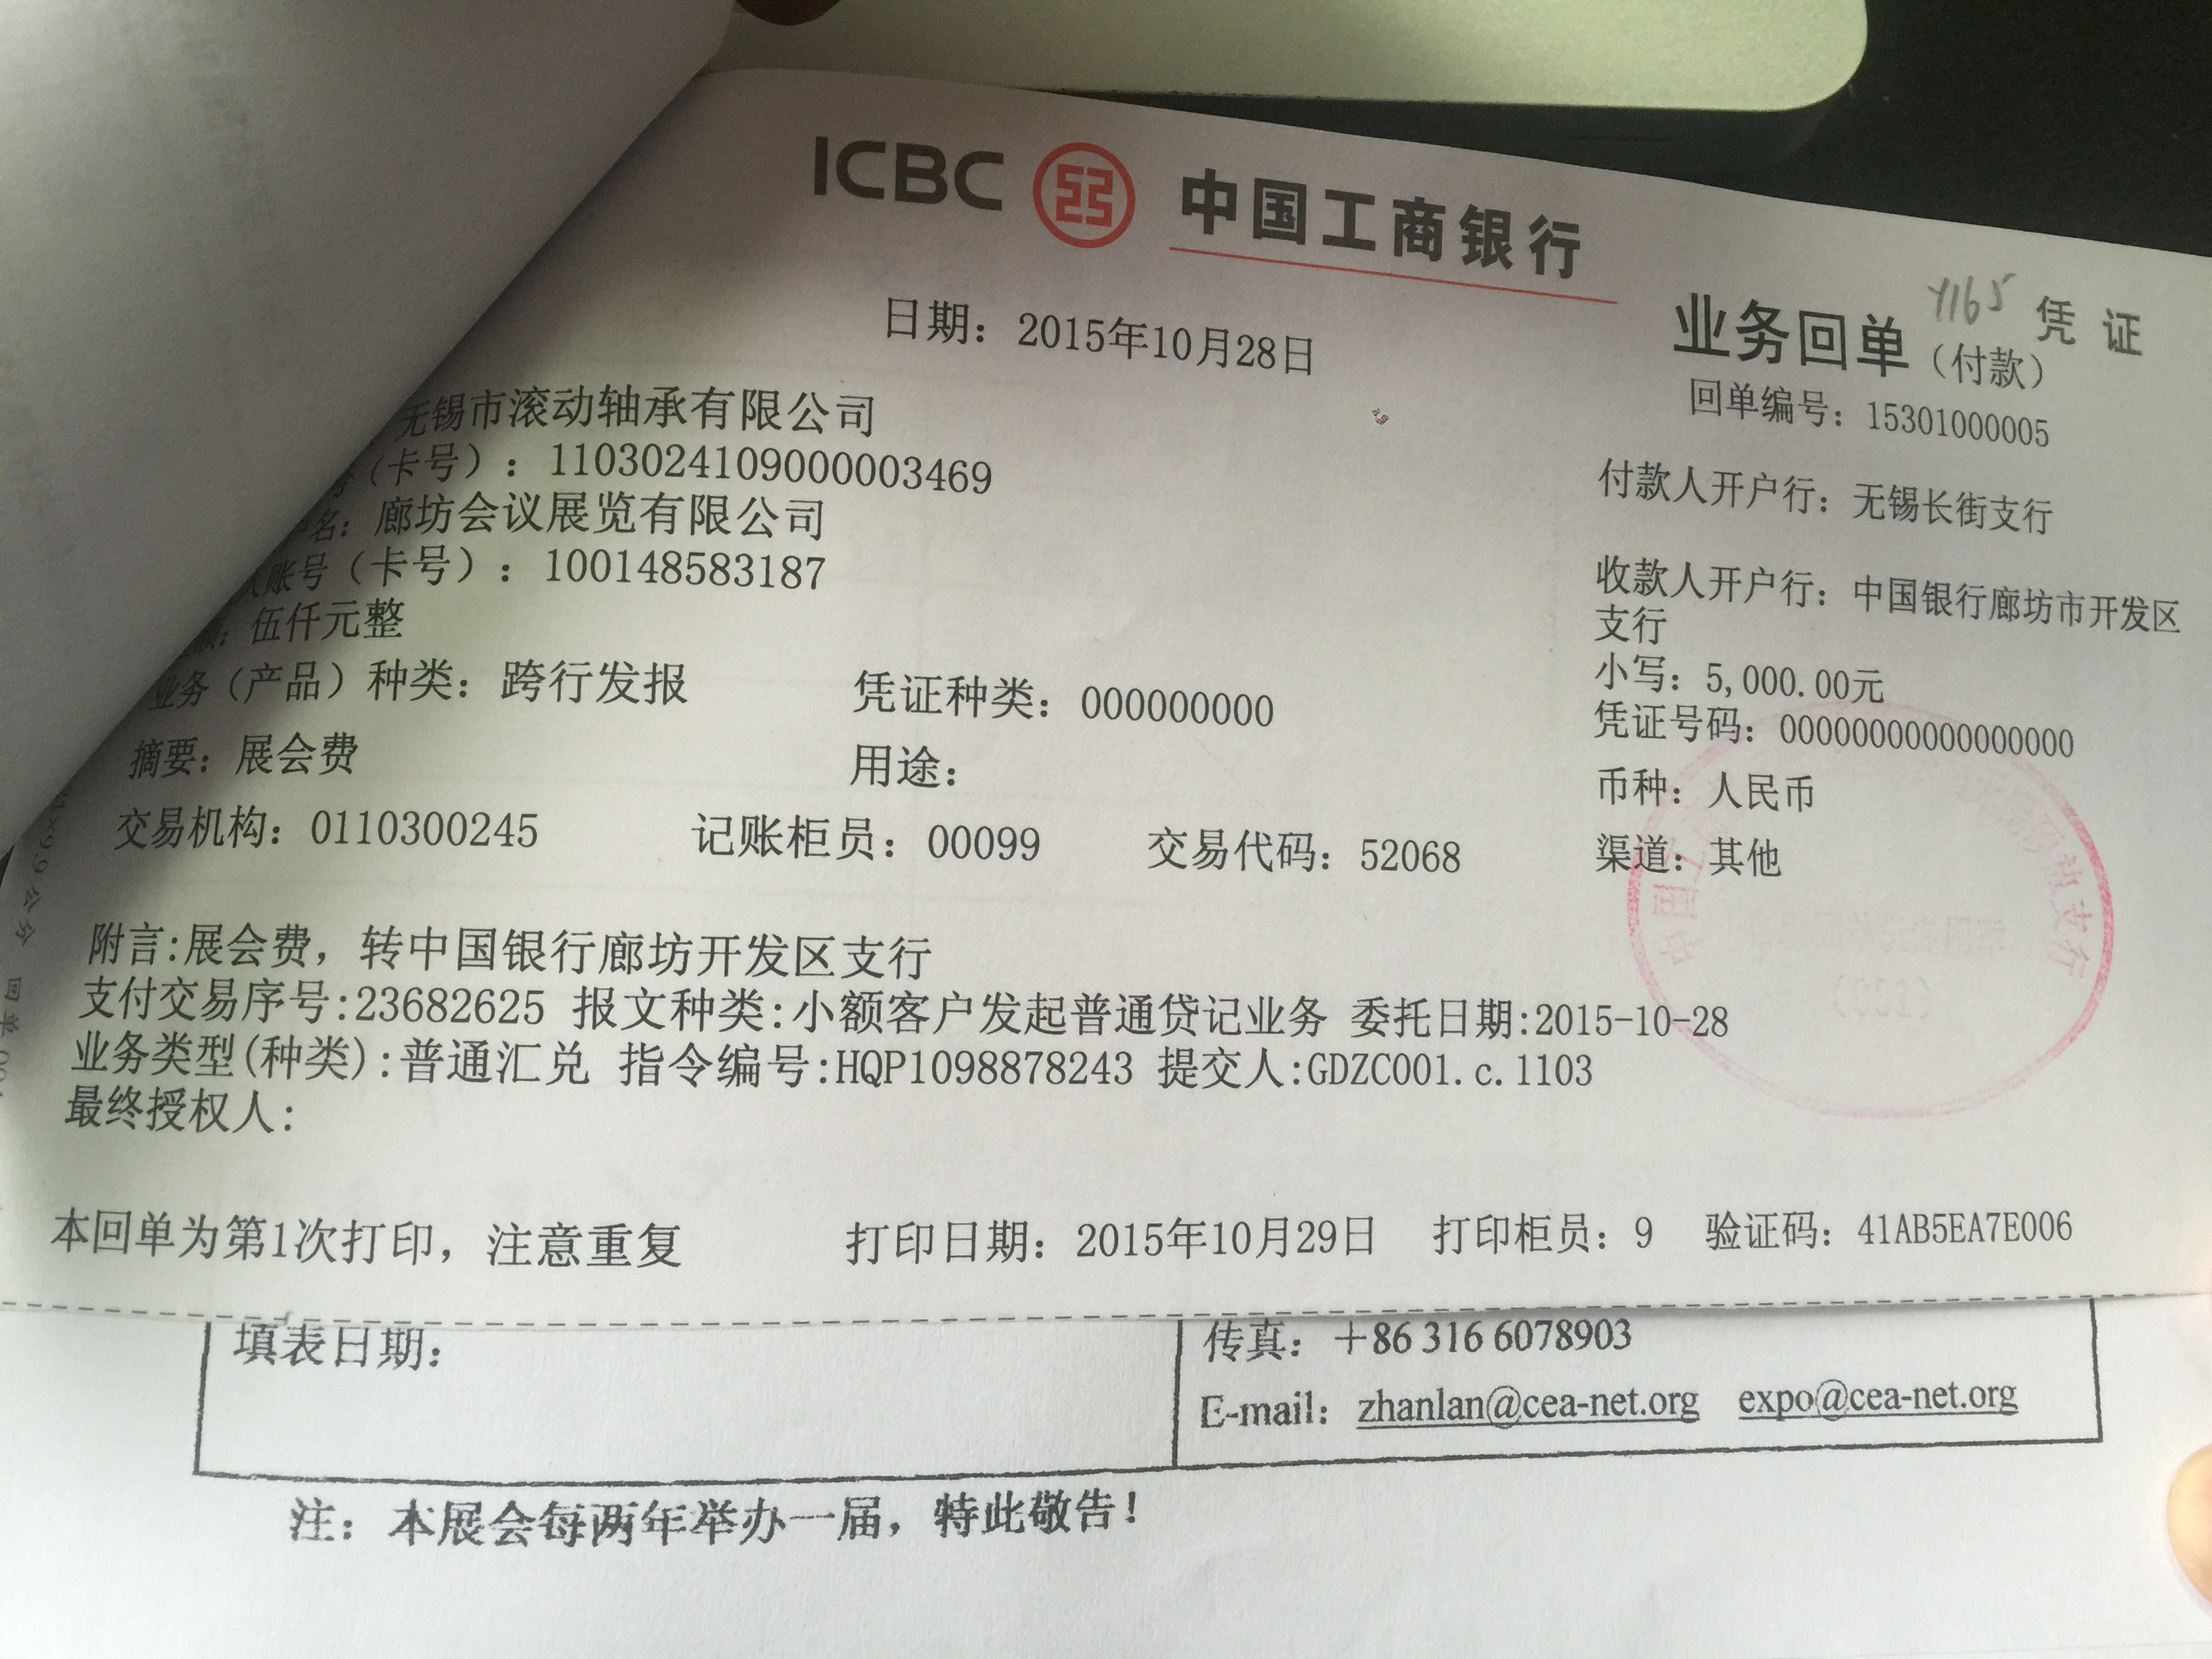 ICBC 中国工商银行
业务回单（付款）
凭 证
日期：2015年10月28日
回单编号：15301000005
无锡市滚动轴承有限公司
（卡号）：1103024109000003469
付款人开户行：无锡长街支行
户名：廊坊会议展览有限公司
账号（卡号）：100148583187
收款人开户行：中国银行廊坊市开发区
支行
伍仟元整
小写：5,000.00元
业务（产品）种类：跨行发报
凭证种类：000000000
凭证号码：00000000000000000
摘要：展会费
用途：
币种：人民币
交易机构：0110300245
记账柜员：00099
交易代码：52068
渠道：其他
附言:展会费，转中国银行廊坊开发区支行
支付交易序号:23682625 报文种类:小额客户发起普通贷记业务 委托日期:2015-10-28
业务类型(种类):普通汇兑 指令编号:HQP1098878243 提交人:GDZC001.c.1103
最终授权人:
本回单为第1次打印，注意重复 打印日期：2015年10月29日 打印柜员：9 验证码：41AB5EA7E006
填表日期：
传真：+86 316 6078903
E-mail：zhanlan@cea-net.org expo@cea-net.org
注：本展会每两年举办一届，特此敬告！